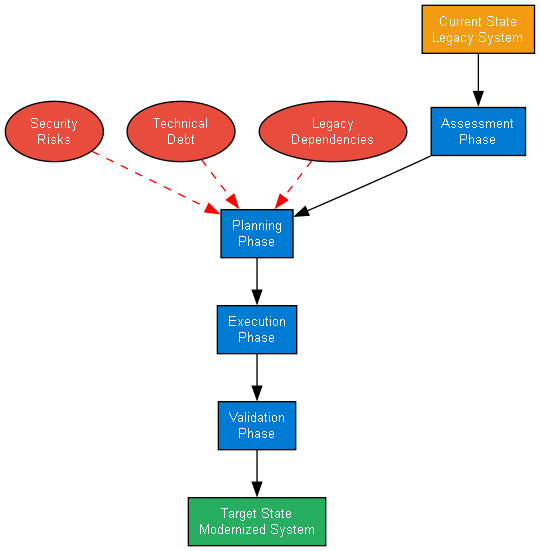 Current State
Legacy System
Security
Risks
Technical
Debt
Legacy
Dependencies
Assessment
Phase
Planning
Phase
Execution
Phase
Validation
Phase
Target State
Modernized System